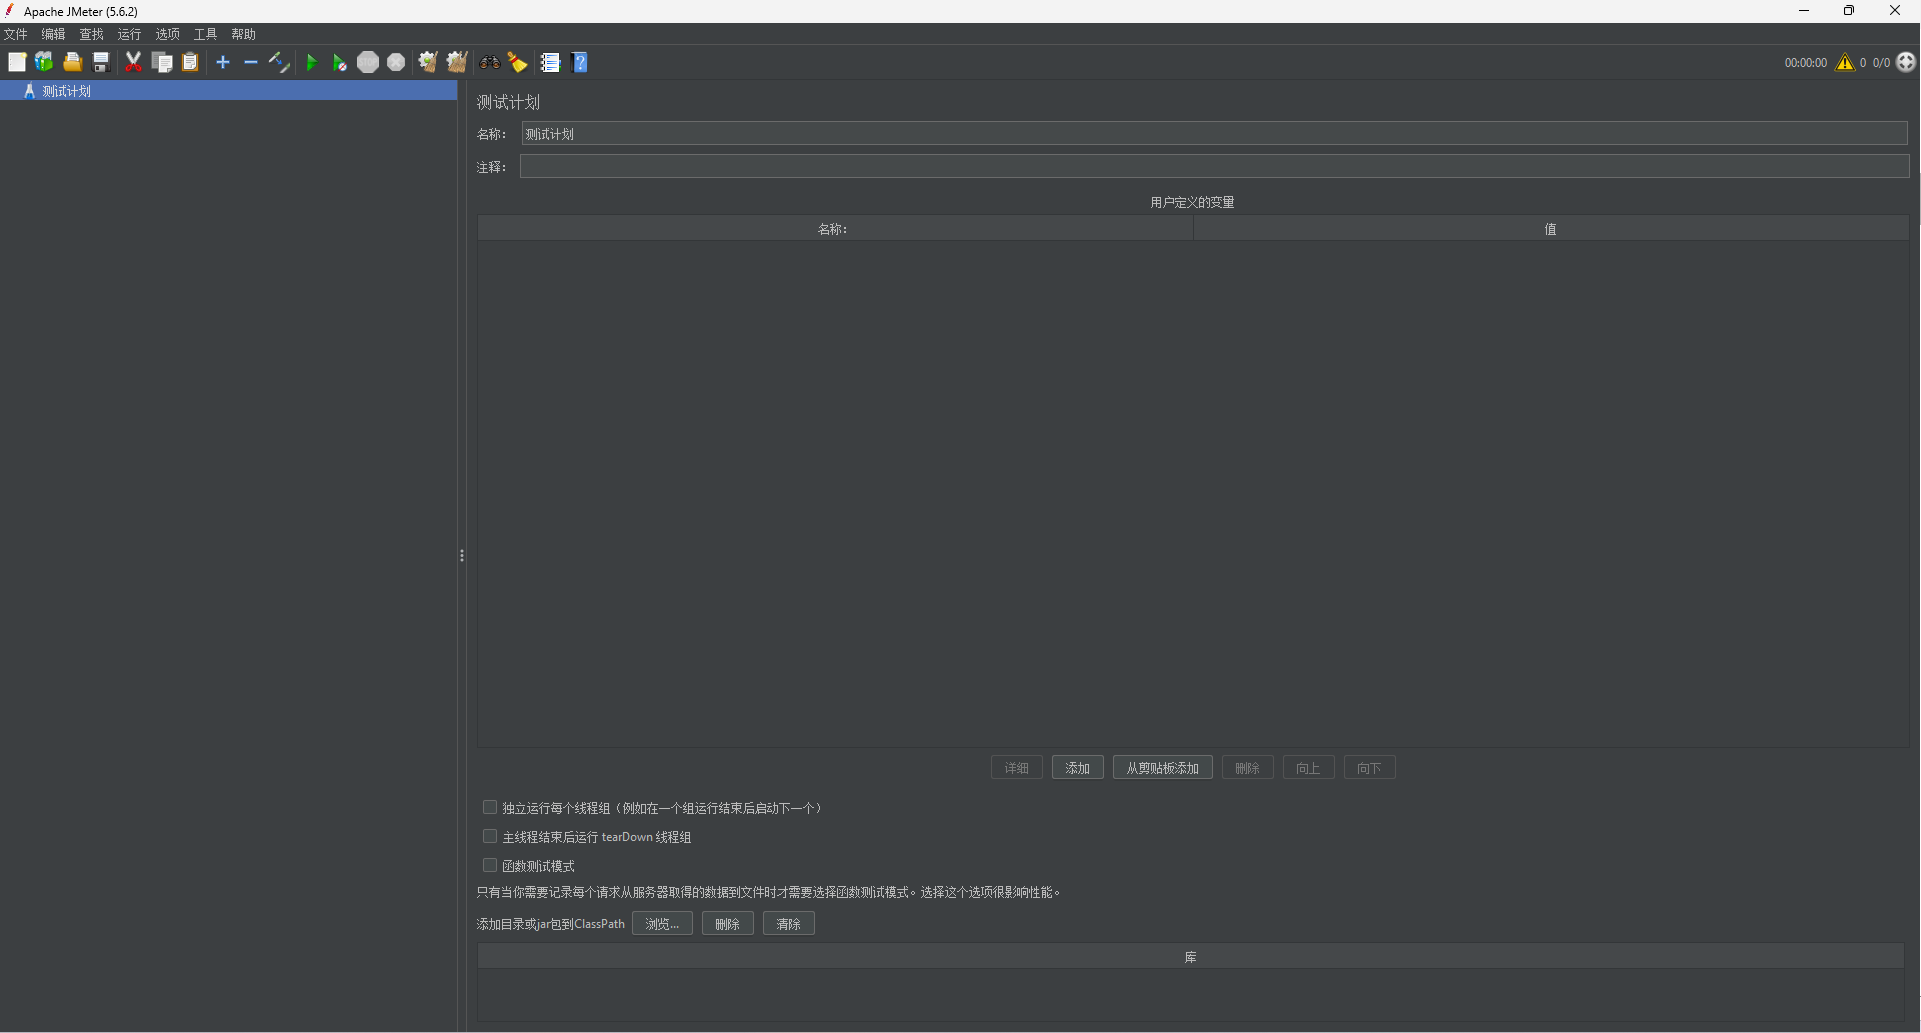 Apache JMeter (5.6.2)
文件 编辑 查找 运行 选项 工具 帮助
STOP
00:00:00 0 0/0
测试计划
测试计划
名称： 测试计划
注释：
用户定义的变量
名称： 值
详细 添加 从剪贴板添加 删除 向上 向下
独立运行每个线程组（例如在一个组运行结束后启动下一个）
主线程结束后运行 tearDown 线程组
函数测试模式
只有当你需要记录每个请求从服务器取得的数据到文件时才需要选择函数测试模式。选择这个选项很影响性能。
添加目录或jar包到ClassPath 浏览... 删除 清除
库